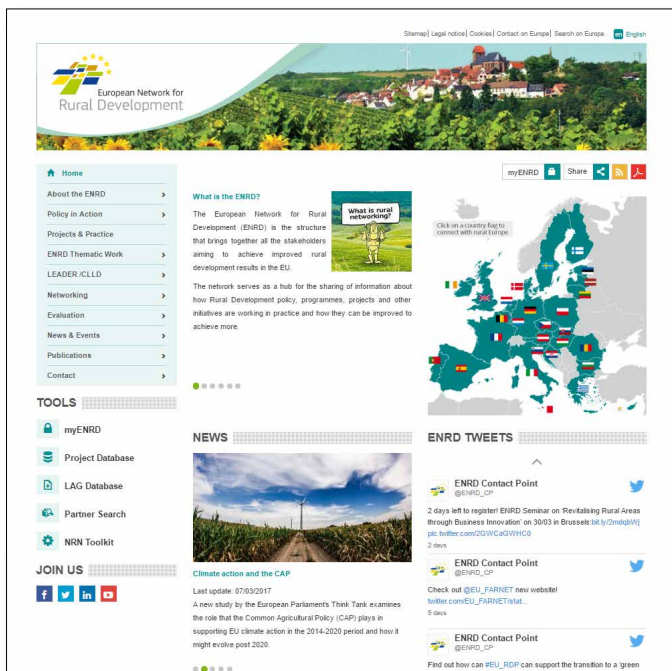 Sitemap| Legal notice| Cookies| Contact on Europa| Search on Europa en English
European Network for
Rural Development
Home
About the ENRD
Policy in Action
Projects & Practice
ENRD Thematic Work
LEADER /CLLD
Networking
Evaluation
News & Events
Publications
Contact
TOOLS
myENRD
Project Database
LAG Database
Partner Search
NRN Toolkit
JOIN US
What is the ENRD?
The European Network for Rural
Development (ENRD) is the structure
that brings together all the stakeholders
aiming to achieve improved rural
development results in the EU.
The network serves as a hub for the sharing of information about
how Rural Development policy, programmes, projects and other
initiatives are working in practice and how they can be improved to
achieve more.
What is rural
networking?
myENRD
Share
Click on a country flag to
connect with rural Europe
NEWS
Climate action and the CAP
Last update: 07/03/2017
A new study by the European Parliament's Think Tank examines
the role that the Common Agricultural Policy (CAP) plays in
supporting EU climate action in the 2014-2020 period and how it
might evolve post 2020.
ENRD TWEETS
ENRD Contact Point
@ENRD_CP
2 days left to register! ENRD Seminar on 'Revitalising Rural Areas
through Business Innovation' on 30/03 in Brussels:bit.ly/2mdqbWj
pic.twitter.com/2GWCaGWHC0
2 days
ENRD Contact Point
@ENRD_CP
Check out @EU_FARNET new website!
twitter.com/EU_FARNET/stat...
5 days
ENRD Contact Point
@ENRD_CP
Find out how can #EU_RDP can support the transition to a 'green